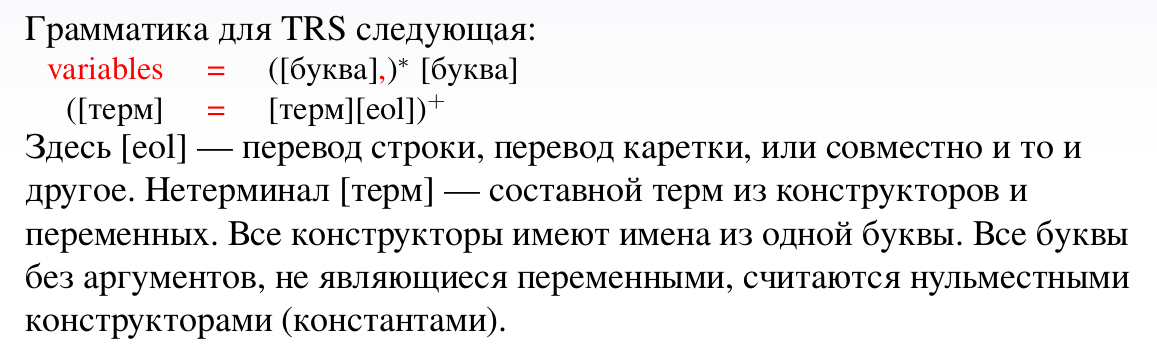 Грамматика для TRS следующая:
variables = ([буква],)* [буква]
([терм] = [терм][eol])+
Здесь [eol] — перевод строки, перевод каретки, или совместно и то и
другое. Нетерминал [терм] — составной терм из конструкторов и
переменных. Все конструкторы имеют имена из одной буквы. Все буквы
без аргументов, не являющиеся переменными, считаются нульместными
конструкторами (константами).